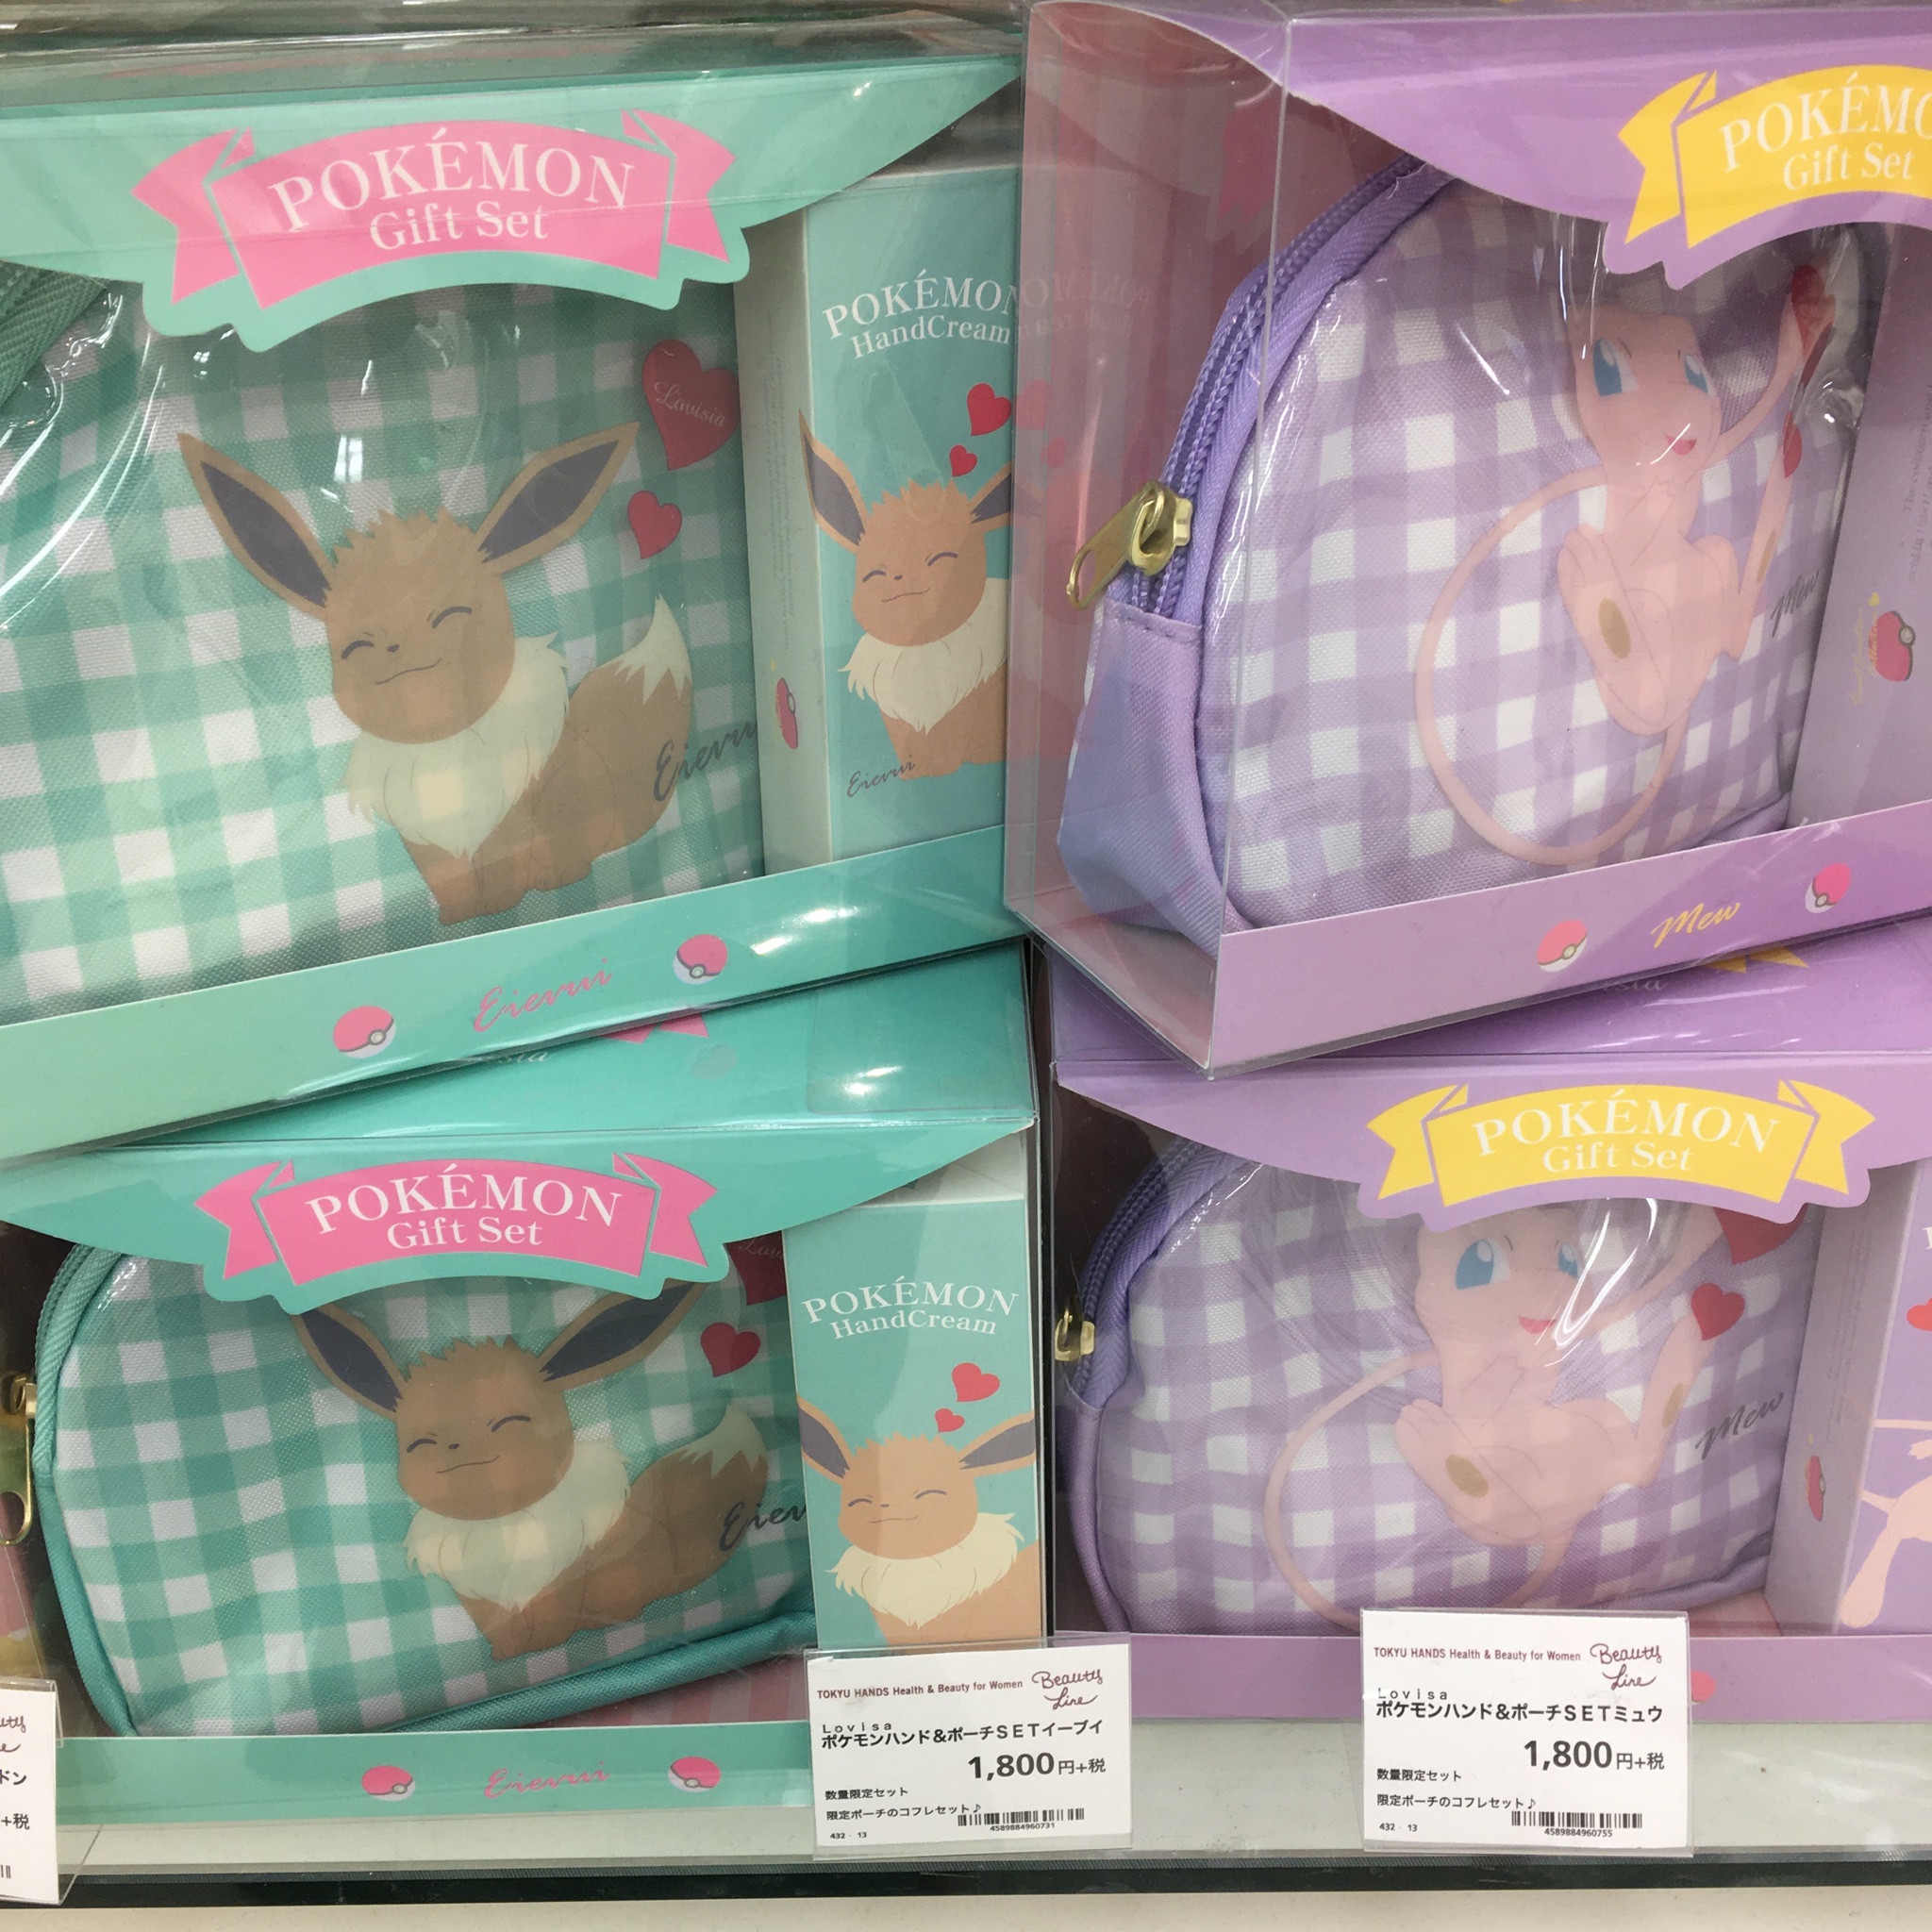 POKÉMON
Gift Set
Lovisia
POKÉMON
HandCream
Eievui
Eievui
Eievui
POKÉMO
Gift Set
Mew
Mew
POKÉMON
Gift Set
POKÉMON
HandCream
Eiev
Eievui
POKÉMON
Gift Set
Mew
TOKYU HANDS Health & Beauty for Women Beauty Line
Lovisa
ポケモンハンド&ポーチSETイーブイ
1,800円+税
数量限定セット
限定ポーチのコフレセット♪
432 - 13
4589884960731
TOKYU HANDS Health & Beauty for Women Beauty Line
Lovisa
ポケモンハンド&ポーチSETミュウ
1,800円+税
数量限定セット
限定ポーチのコフレセット♪
432 - 13
4589884960755
ドン
+税